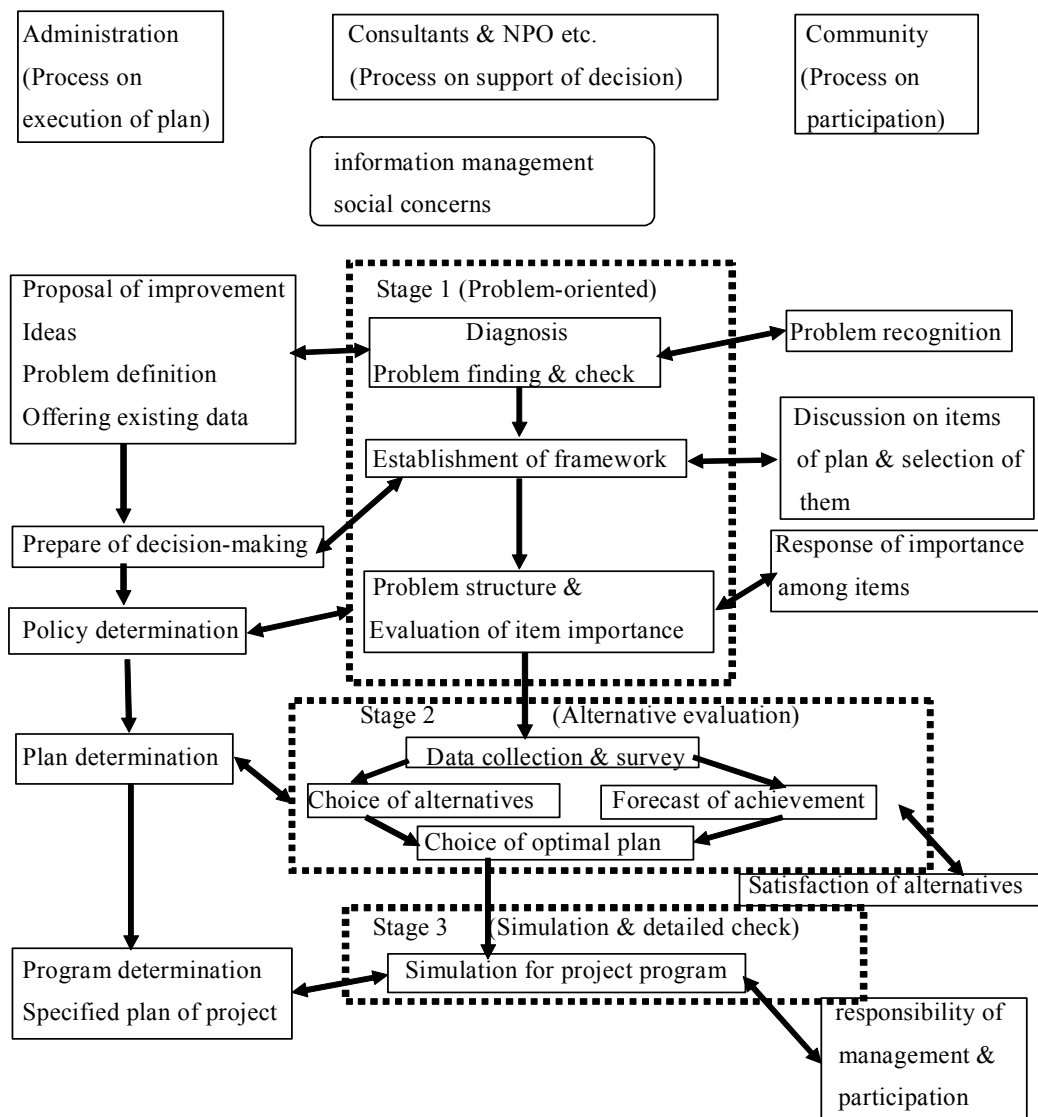 Administration
(Process on
execution of plan)
Consultants & NPO etc.
(Process on support of decision)
Community
(Process on
participation)
information management
social concerns
Proposal of improvement
Ideas
Problem definition
Offering existing data
Stage 1 (Problem-oriented)
Diagnosis
Problem finding & check
Problem recognition
Establishment of framework
Discussion on items
of plan & selection of
them
Prepare of decision-making
Problem structure &
Evaluation of item importance
Response of importance
among items
Policy determination
Stage 2 (Alternative evaluation)
Plan determination
Data collection & survey
Choice of alternatives
Forecast of achievement
Choice of optimal plan
Satisfaction of alternatives
Stage 3 (Simulation & detailed check)
Program determination
Specified plan of project
Simulation for project program
responsibility of
management &
participation